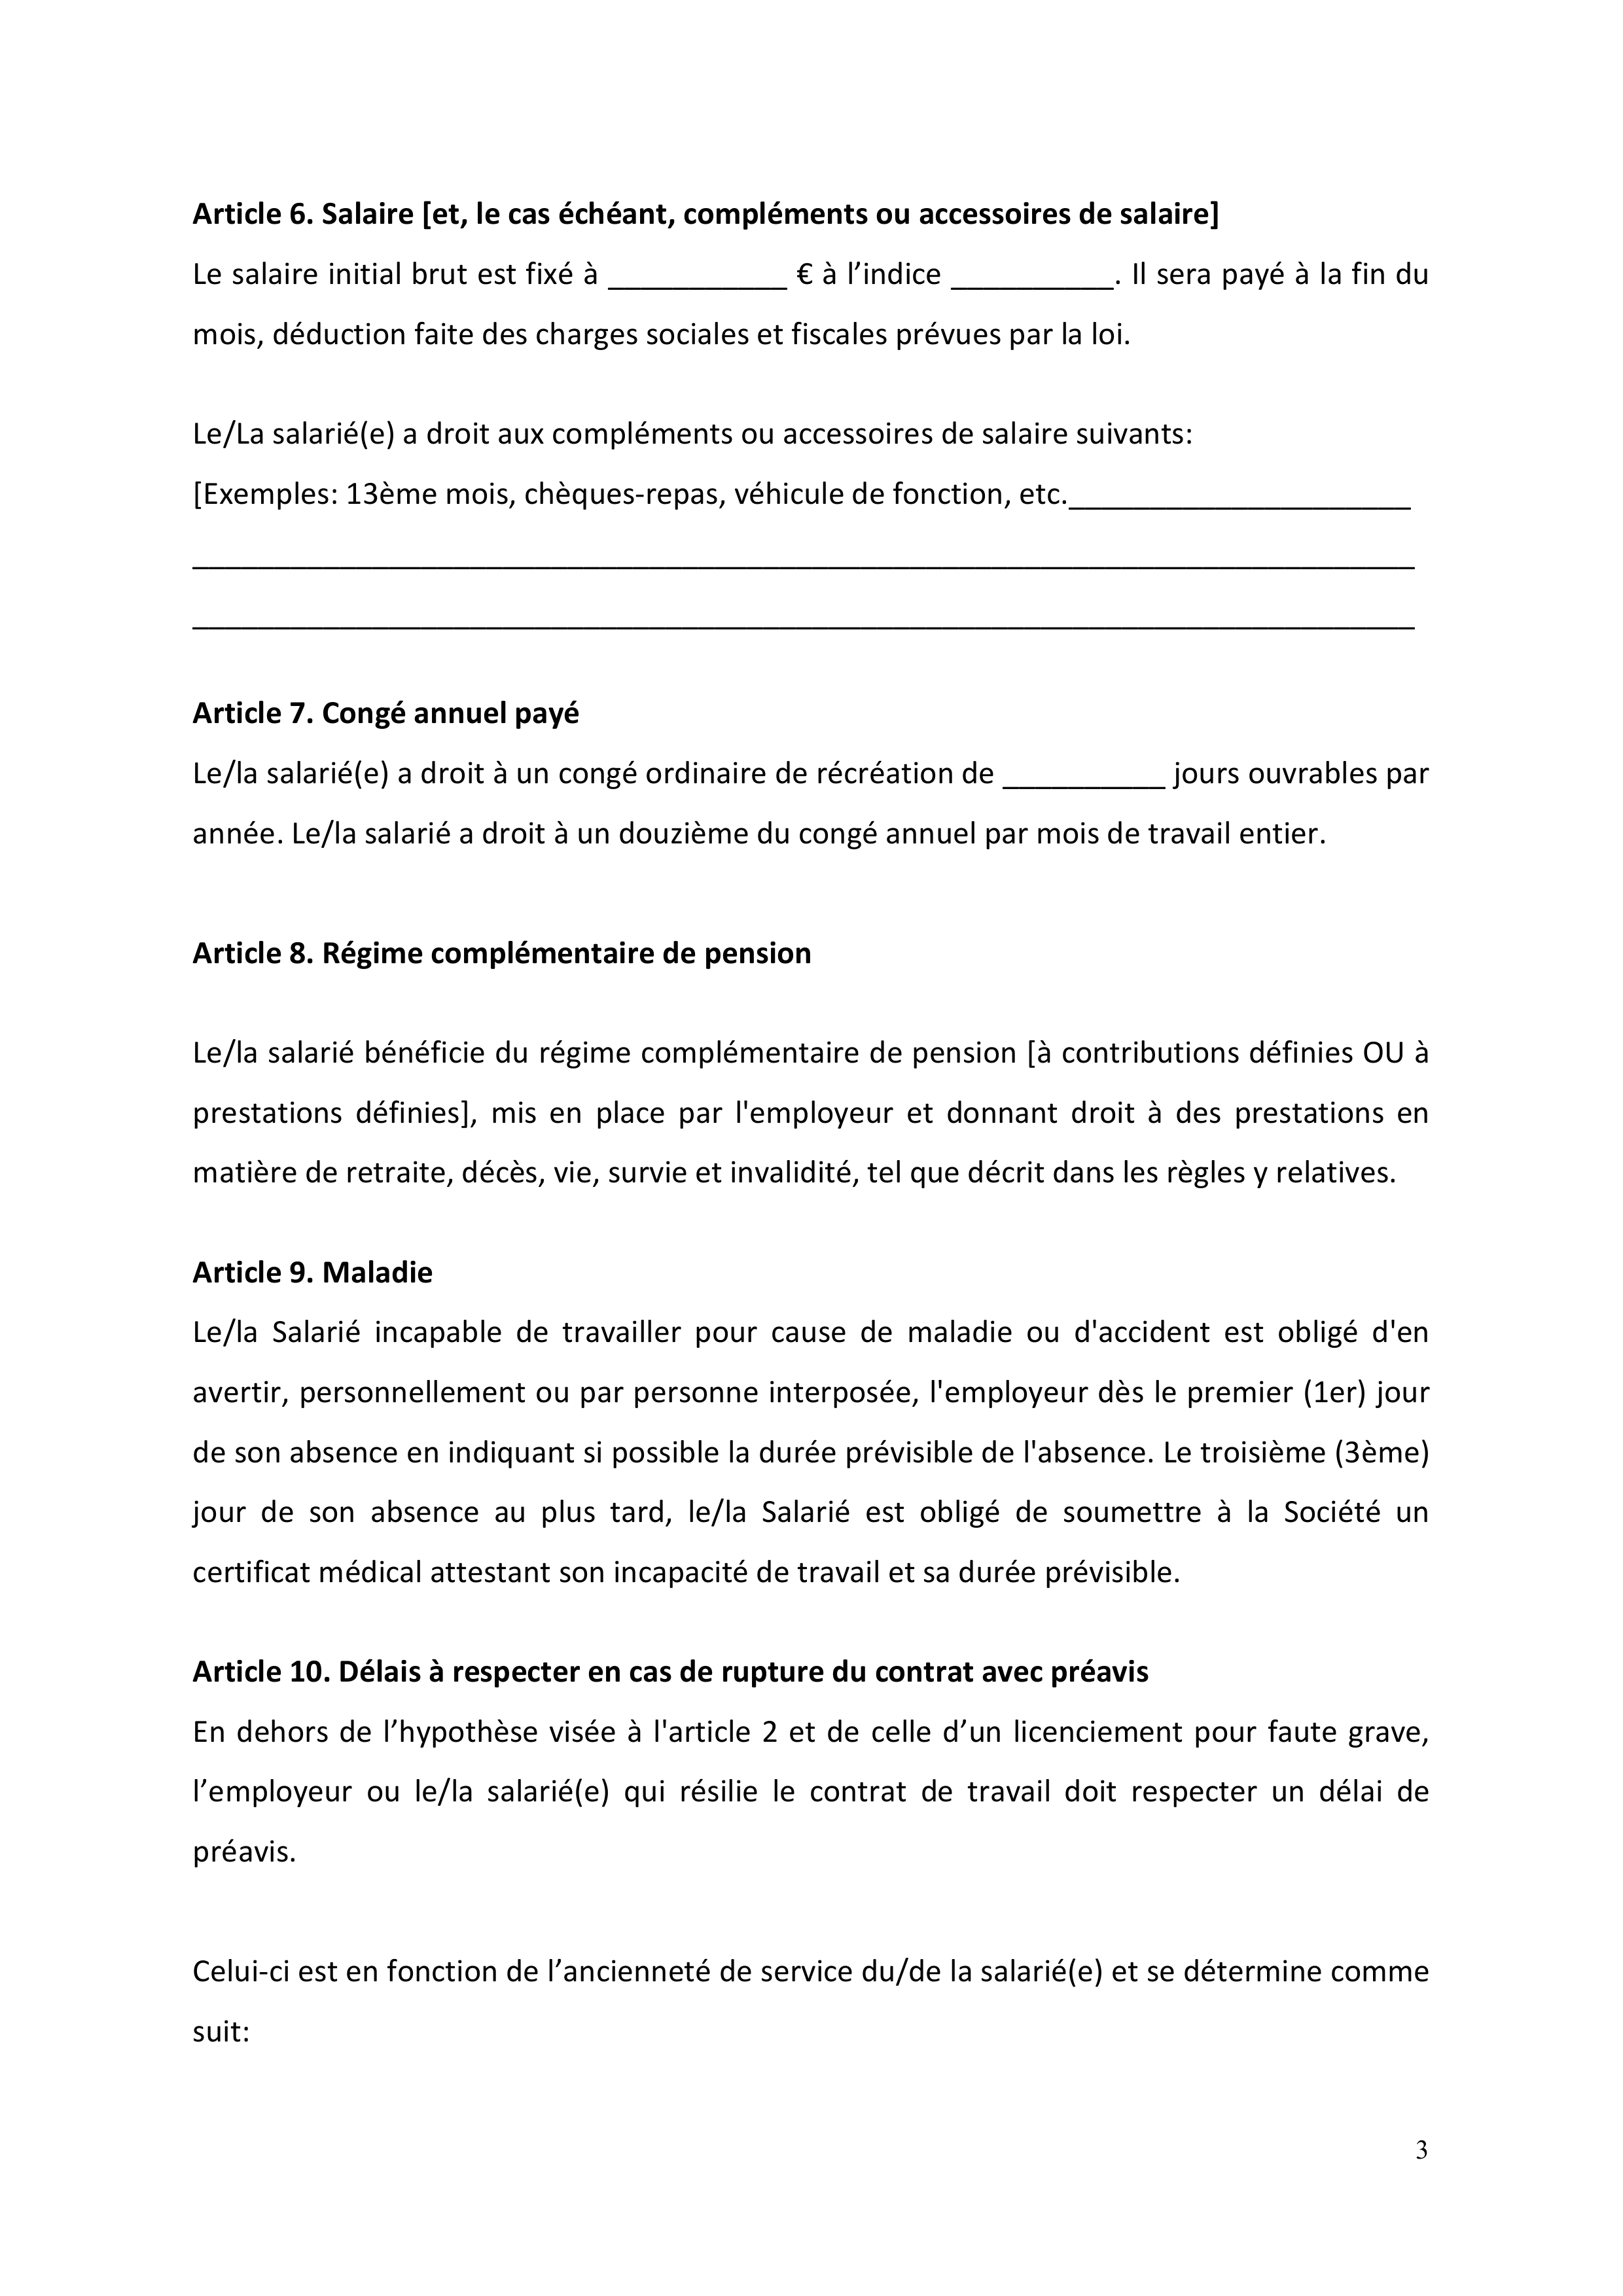 Article 6. Salaire [et, le cas échéant, compléments ou accessoires de salaire]
Le salaire initial brut est fixé à ___________ € à l’indice __________. Il sera payé à la fin du
mois, déduction faite des charges sociales et fiscales prévues par la loi.
Le/La salarié(e) a droit aux compléments ou accessoires de salaire suivants:
[Exemples: 13ème mois, chèques-repas, véhicule de fonction, etc._____________________
___________________________________________________________________________
___________________________________________________________________________
Article 7. Congé annuel payé
Le/la salarié(e) a droit à un congé ordinaire de récréation de __________ jours ouvrables par
année. Le/la salarié a droit à un douzième du congé annuel par mois de travail entier.
Article 8. Régime complémentaire de pension
Le/la salarié bénéficie du régime complémentaire de pension [à contributions définies OU à
prestations définies], mis en place par l'employeur et donnant droit à des prestations en
matière de retraite, décès, vie, survie et invalidité, tel que décrit dans les règles y relatives.
Article 9. Maladie
Le/la Salarié incapable de travailler pour cause de maladie ou d'accident est obligé d'en
avertir, personnellement ou par personne interposée, l'employeur dès le premier (1er) jour
de son absence en indiquant si possible la durée prévisible de l'absence. Le troisième (3ème)
jour de son absence au plus tard, le/la Salarié est obligé de soumettre à la Société un
certificat médical attestant son incapacité de travail et sa durée prévisible.
Article 10. Délais à respecter en cas de rupture du contrat avec préavis
En dehors de l’hypothèse visée à l'article 2 et de celle d’un licenciement pour faute grave,
l’employeur ou le/la salarié(e) qui résilie le contrat de travail doit respecter un délai de
préavis.
Celui-ci est en fonction de l’ancienneté de service du/de la salarié(e) et se détermine comme
suit:
3